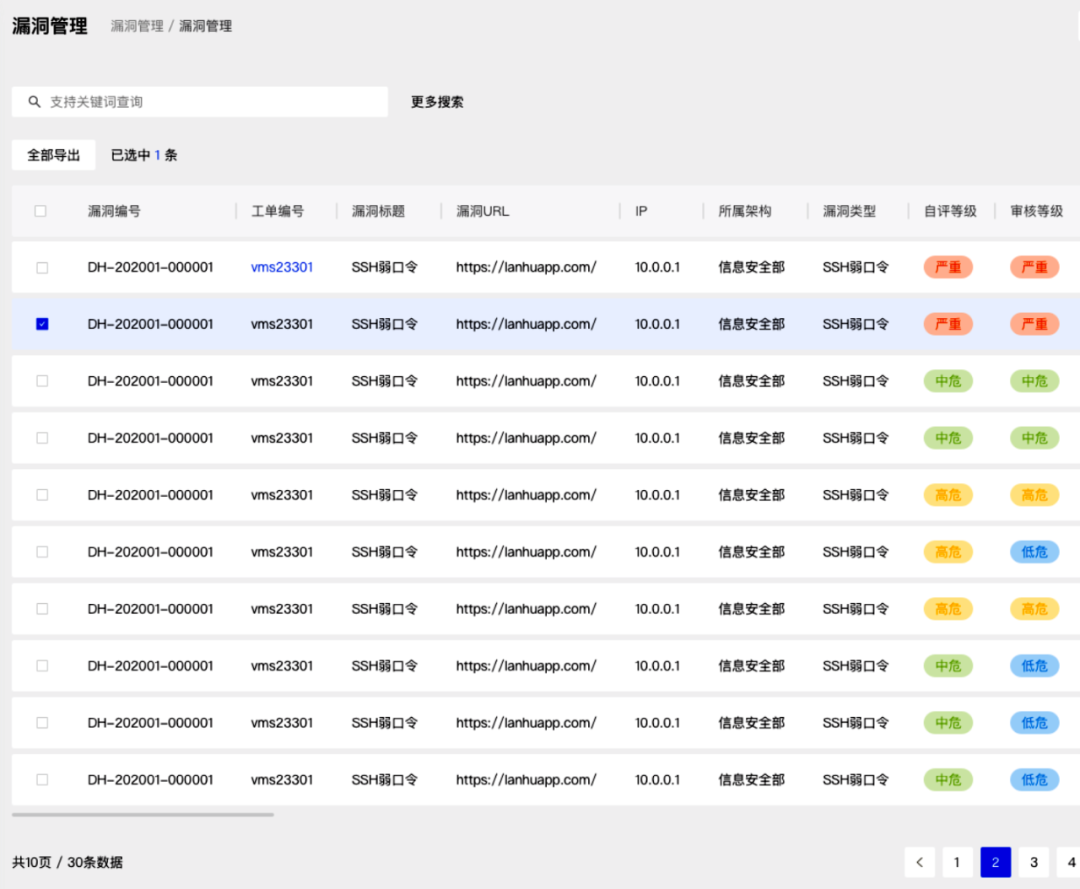 漏洞管理 漏洞管理 / 漏洞管理
支持关键词查询 更多搜索
全部导出 已选中 1 条
漏洞编号 工单编号 漏洞标题 漏洞URL IP 所属架构 漏洞类型 自评等级 审核等级
DH-202001-000001 vms23301 SSH弱口令 https://lanhuapp.com/ 10.0.0.1 信息安全部 SSH弱口令 严重 严重
DH-202001-000001 vms23301 SSH弱口令 https://lanhuapp.com/ 10.0.0.1 信息安全部 SSH弱口令 严重 严重
DH-202001-000001 vms23301 SSH弱口令 https://lanhuapp.com/ 10.0.0.1 信息安全部 SSH弱口令 中危 中危
DH-202001-000001 vms23301 SSH弱口令 https://lanhuapp.com/ 10.0.0.1 信息安全部 SSH弱口令 中危 中危
DH-202001-000001 vms23301 SSH弱口令 https://lanhuapp.com/ 10.0.0.1 信息安全部 SSH弱口令 高危 高危
DH-202001-000001 vms23301 SSH弱口令 https://lanhuapp.com/ 10.0.0.1 信息安全部 SSH弱口令 高危 低危
DH-202001-000001 vms23301 SSH弱口令 https://lanhuapp.com/ 10.0.0.1 信息安全部 SSH弱口令 高危 高危
DH-202001-000001 vms23301 SSH弱口令 https://lanhuapp.com/ 10.0.0.1 信息安全部 SSH弱口令 中危 低危
DH-202001-000001 vms23301 SSH弱口令 https://lanhuapp.com/ 10.0.0.1 信息安全部 SSH弱口令 中危 低危
DH-202001-000001 vms23301 SSH弱口令 https://lanhuapp.com/ 10.0.0.1 信息安全部 SSH弱口令 中危 低危
共10页 / 30条数据 < 1 2 3 4